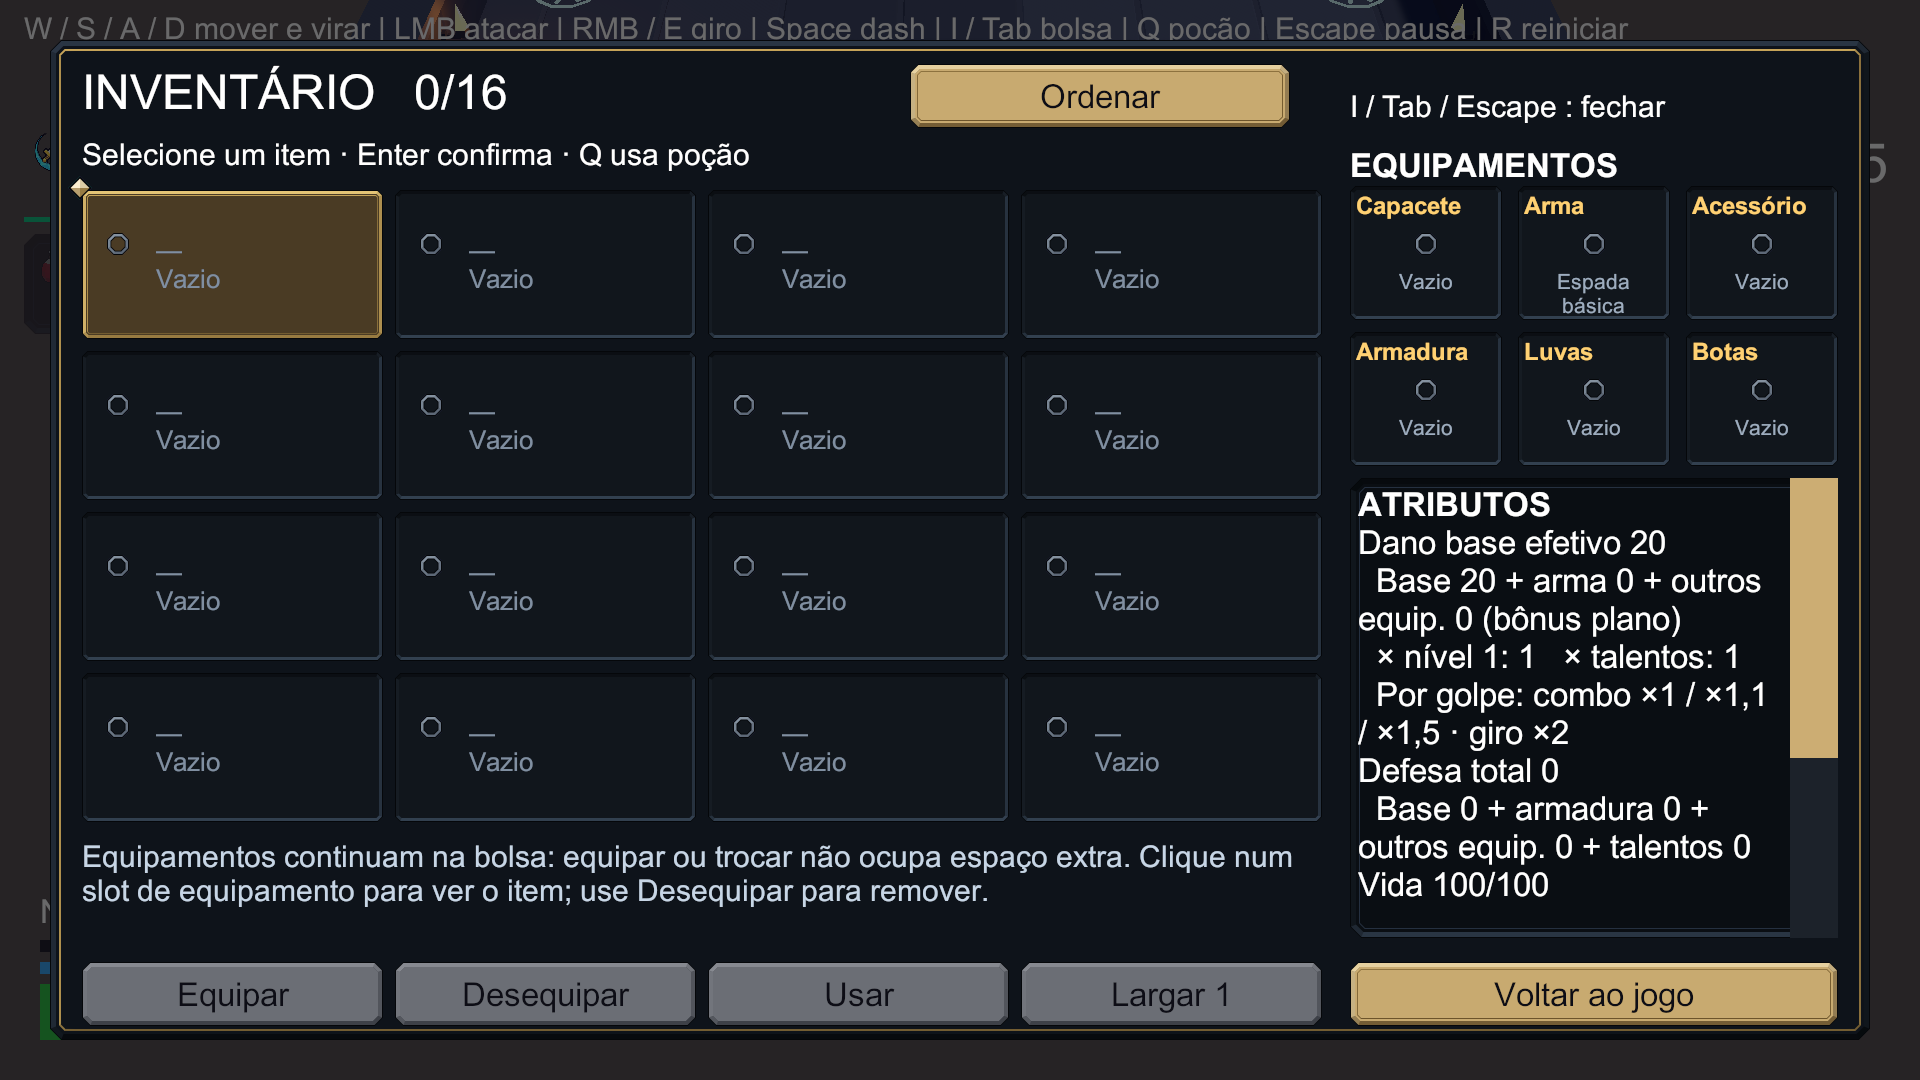 W / S / A / D mover e virar | LMB atacar | RMB / E giro | Space dash | I / Tab bolsa | Q poção | Escape pausa | R reiniciar
INVENTÁRIO 0/16
Ordenar
I / Tab / Escape : fechar
Selecione um item · Enter confirma · Q usa poção
EQUIPAMENTOS
5
Capacete Arma Acessório
Vazio Espada básica Vazio
Armadura Luvas Botas
Vazio Vazio Vazio
— — — —
Vazio Vazio Vazio Vazio
— — — —
Vazio Vazio Vazio Vazio
— — — —
Vazio Vazio Vazio Vazio
— — — —
Vazio Vazio Vazio Vazio
ATRIBUTOS
Dano base efetivo 20
Base 20 + arma 0 + outros
equip. 0 (bônus plano)
× nível 1: 1 × talentos: 1
Por golpe: combo ×1 / ×1,1
/ ×1,5 · giro ×2
Defesa total 0
Base 0 + armadura 0 +
outros equip. 0 + talentos 0
Vida 100/100
Equipamentos continuam na bolsa: equipar ou trocar não ocupa espaço extra. Clique num
slot de equipamento para ver o item; use Desequipar para remover.
Equipar Desequipar Usar Largar 1 Voltar ao jogo